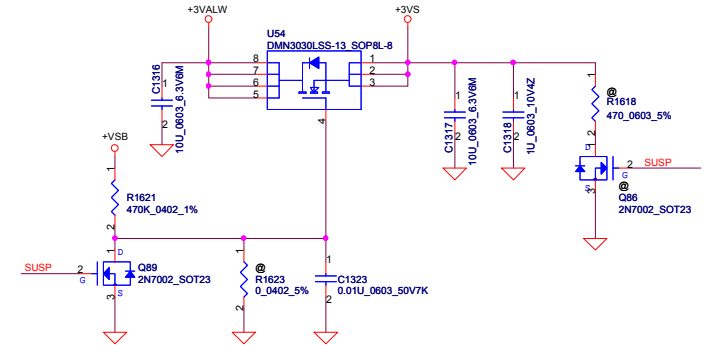 +3VALW
+3VS
U54
DMN3030LSS-13_SOP8L-8
8
7
6
5
1
2
3
4
C1316
10U_0603_6.3V6M
1
2
C1317
10U_0603_6.3V6M
1
2
C1318
1U_0603_10V4Z
1
2
@
R1618
470_0603_5%
1
2
D
2
SUSP
G
S
3
@
Q86
2N7002_SOT23
+VSB
1
R1621
470K_0402_1%
2
1
D
Q89
2N7002_SOT23
SUSP
2
G
S
3
1
@
R1623
0_0402_5%
2
1
C1323
0.01U_0603_50V7K
2